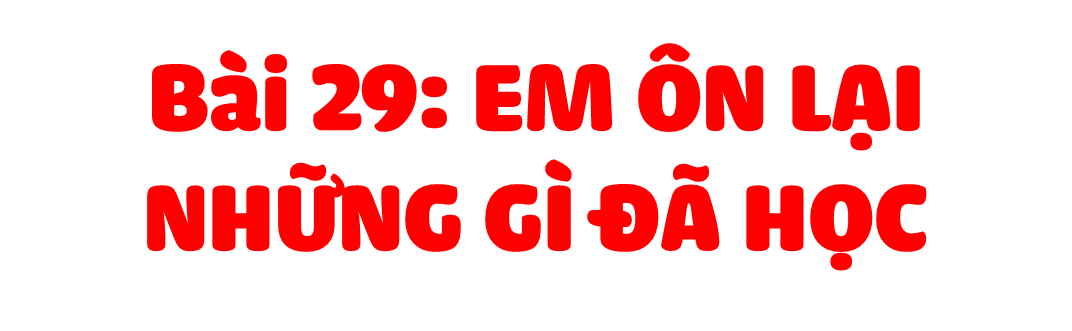 Bài 29: EM ÔN LẠI
NHỮNG GÌ ĐÃ HỌC